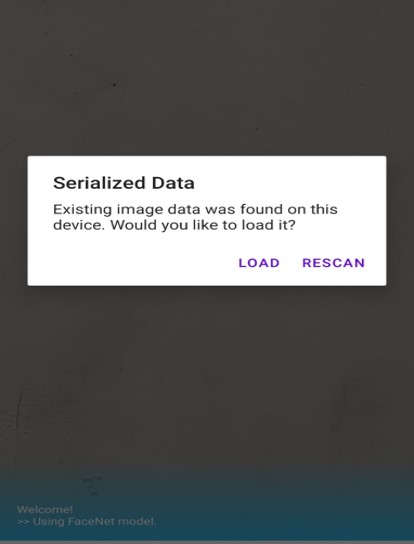 Serialized Data
Existing image data was found on this
device. Would you like to load it?
LOAD RESCAN
Welcome!
>> Using FaceNet model.